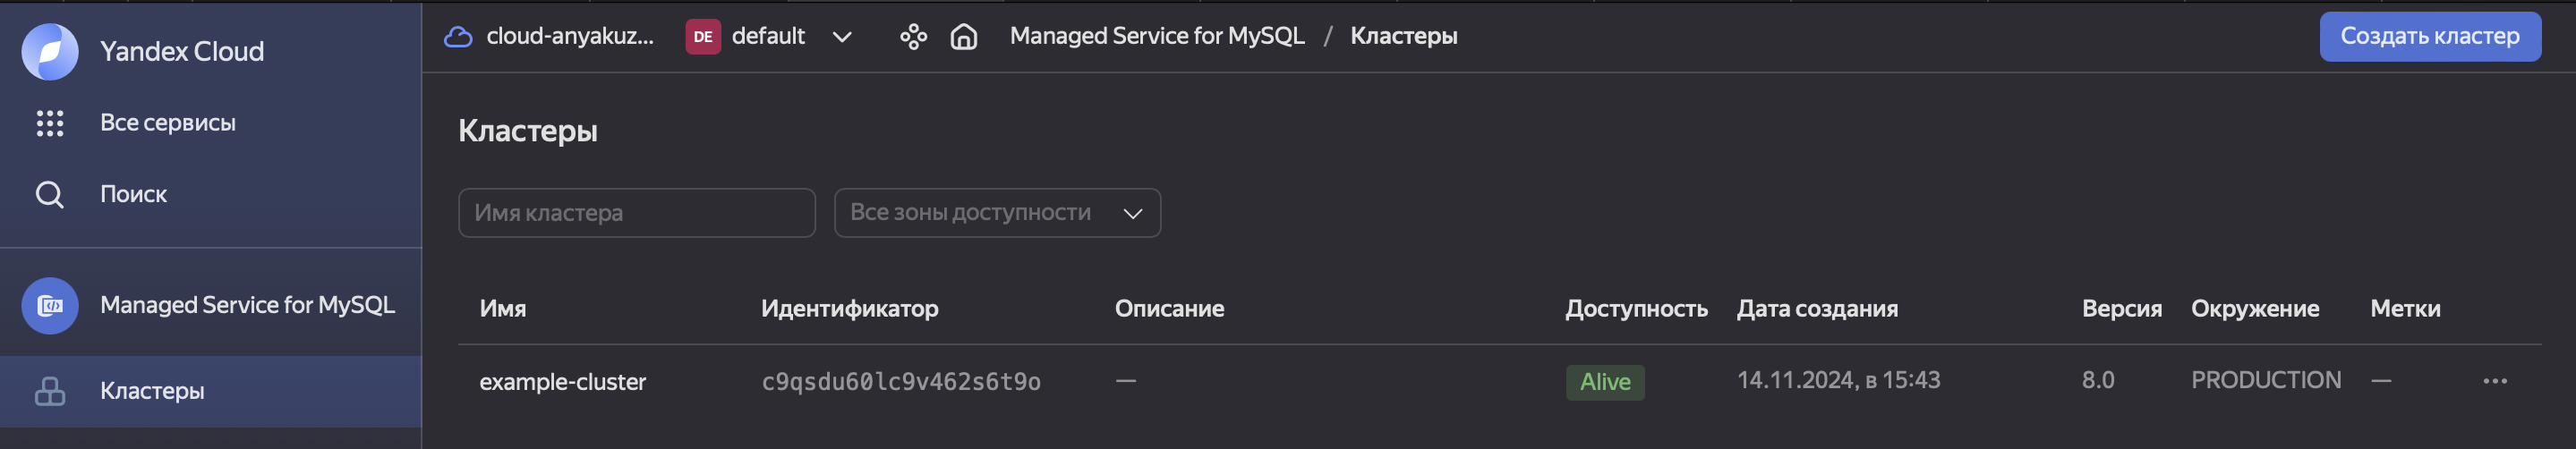 Yandex Cloud
Все сервисы
Поиск
Managed Service for MySQL
Кластеры
cloud-anyakuz... DE default Managed Service for MySQL / Кластеры Создать кластер
Кластеры
Имя кластера Все зоны доступности
Имя Идентификатор Описание Доступность Дата создания Версия Окружение Метки
example-cluster c9qsdu60lc9v462s6t9o — Alive 14.11.2024, в 15:43 8.0 PRODUCTION — ...